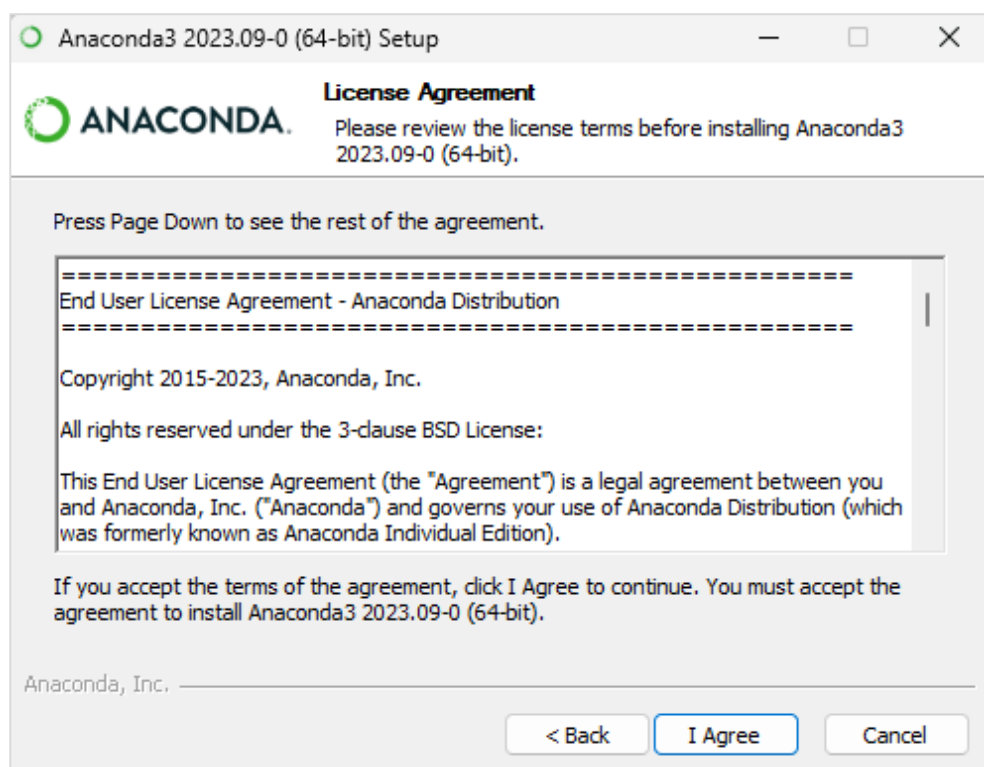 Anaconda3 2023.09-0 (64-bit) Setup
ANACONDA.
License Agreement
Please review the license terms before installing Anaconda3
2023.09-0 (64-bit).
Press Page Down to see the rest of the agreement.
==================================================
End User License Agreement - Anaconda Distribution
==================================================
Copyright 2015-2023, Anaconda, Inc.
All rights reserved under the 3-clause BSD License:
This End User License Agreement (the "Agreement") is a legal agreement between you
and Anaconda, Inc. ("Anaconda") and governs your use of Anaconda Distribution (which
was formerly known as Anaconda Individual Edition).
If you accept the terms of the agreement, click I Agree to continue. You must accept the
agreement to install Anaconda3 2023.09-0 (64-bit).
Anaconda, Inc.
< Back
I Agree
Cancel